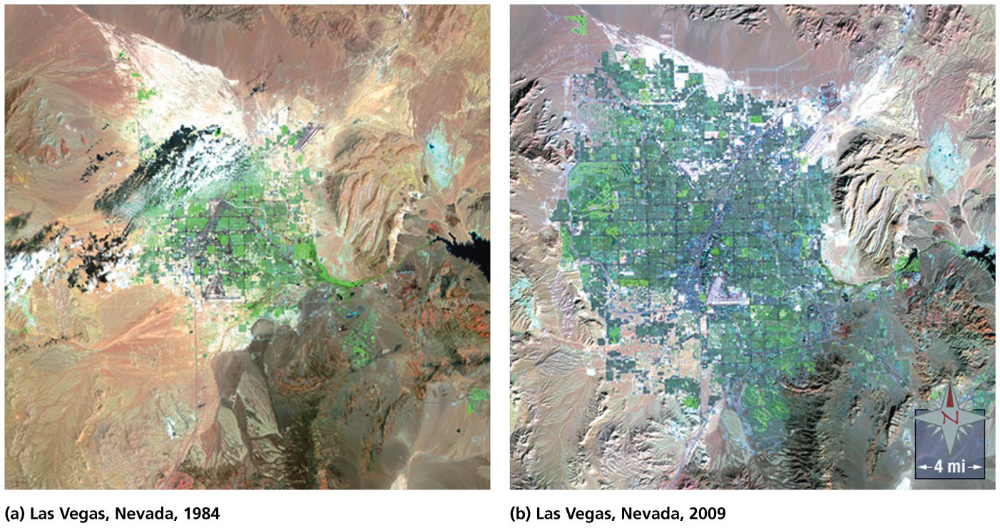 N
4 mi
(a) Las Vegas, Nevada, 1984
(b) Las Vegas, Nevada, 2009